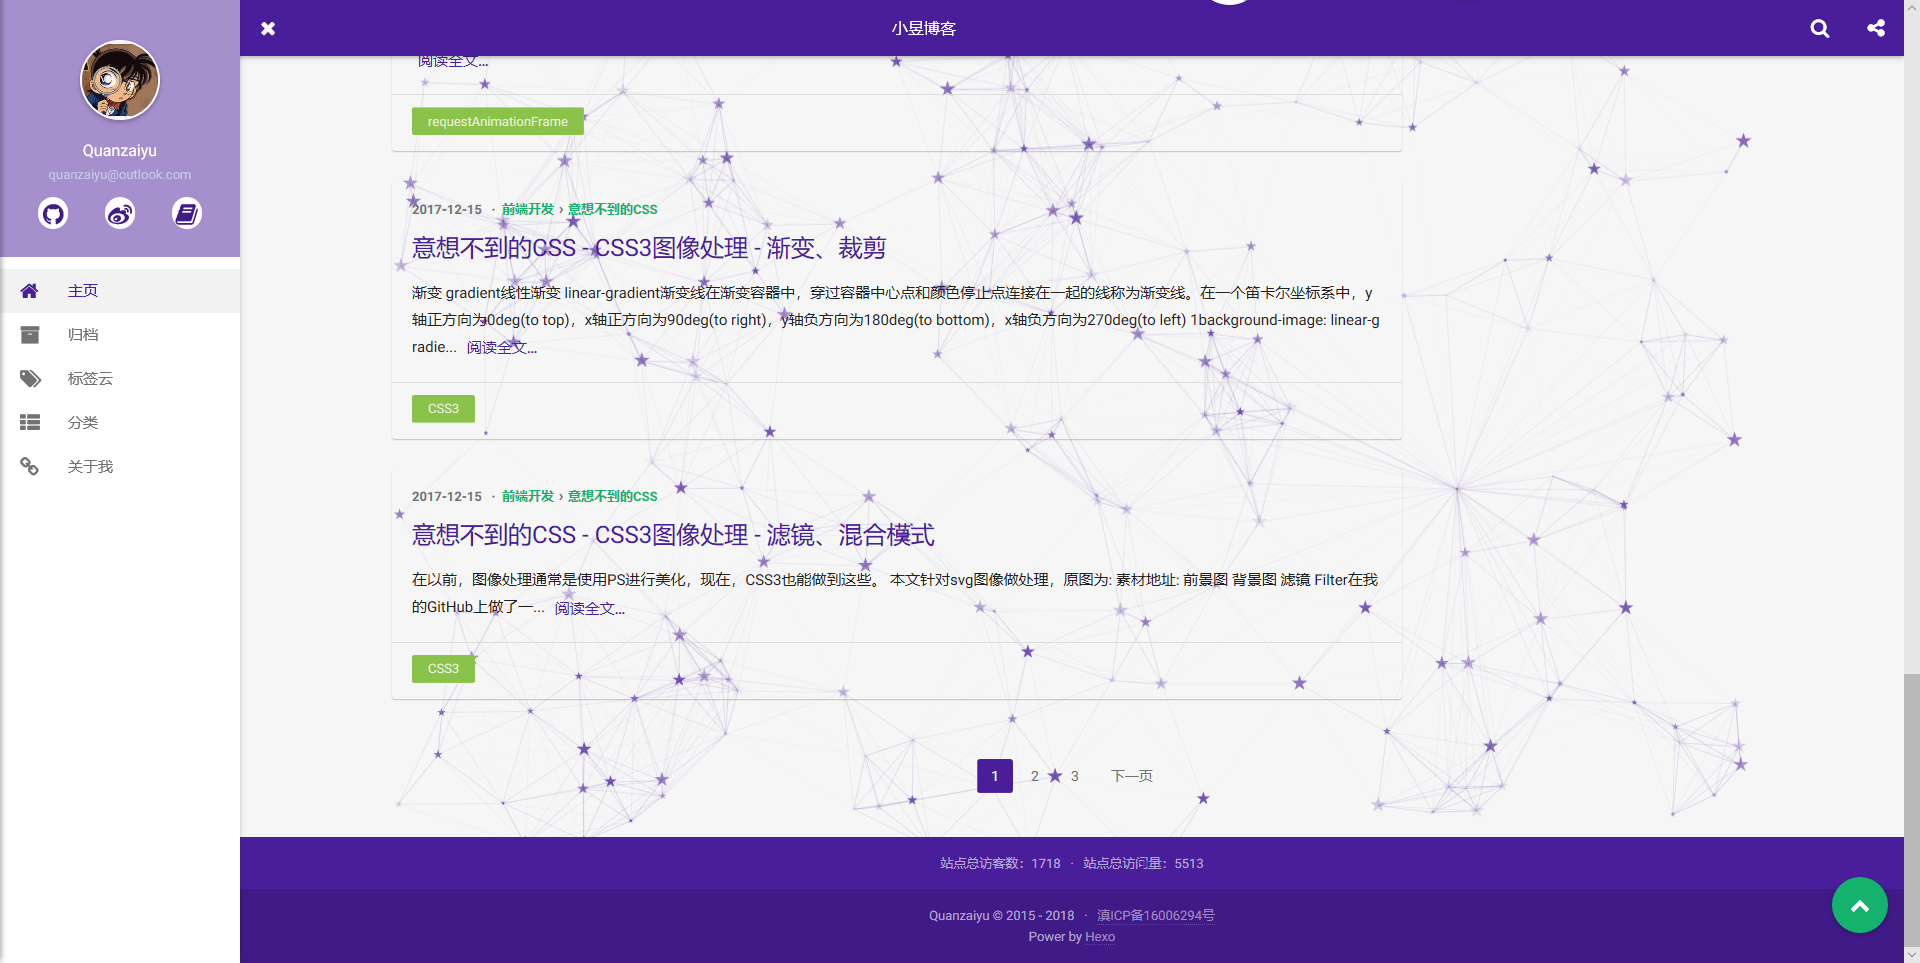 小昱博客
Quanzaiyu
quanzaiyu@outlook.com
主页
归档
标签云
分类
关于我
阅读全文...
requestAnimationFrame
2017-12-15 · 前端开发 › 意想不到的CSS
意想不到的CSS - CSS3图像处理 - 渐变、裁剪
渐变 gradient线性渐变 linear-gradient渐变线在渐变容器中，穿过容器中心点和颜色停止点连接在一起的线称为渐变线。在一个笛卡尔坐标系中，y
轴正方向为0deg(to top)，x轴正方向为90deg(to right)，y轴负方向为180deg(to bottom)，x轴负方向为270deg(to left) 1background-image: linear-g
radie... 阅读全文...
CSS3
2017-12-15 · 前端开发 › 意想不到的CSS
意想不到的CSS - CSS3图像处理 - 滤镜、混合模式
在以前，图像处理通常是使用PS进行美化，现在，CSS3也能做到这些。 本文针对svg图像做处理，原图为: 素材地址: 前景图 背景图 滤镜 Filter在我
的GitHub上做了一... 阅读全文...
CSS3
1 2 3 下一页
站点总访客数：1718 · 站点总访问量：5513
Quanzaiyu © 2015 - 2018 · 滇ICP备16006294号
Power by Hexo